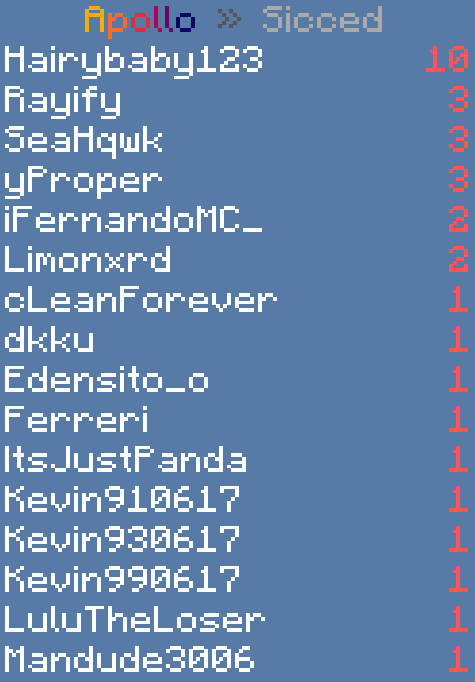 Apollo » Sicced
Hairybaby123 10
Rayify 3
SeaHqwk 3
yProper 3
iFernandoMC_ 2
Limonxrd 2
cLeanForever 1
dkku 1
Edensito_o 1
Ferreri 1
ItsJustPanda 1
Kevin910617 1
Kevin930617 1
Kevin990617 1
LuluTheLoser 1
Mandude3006 1